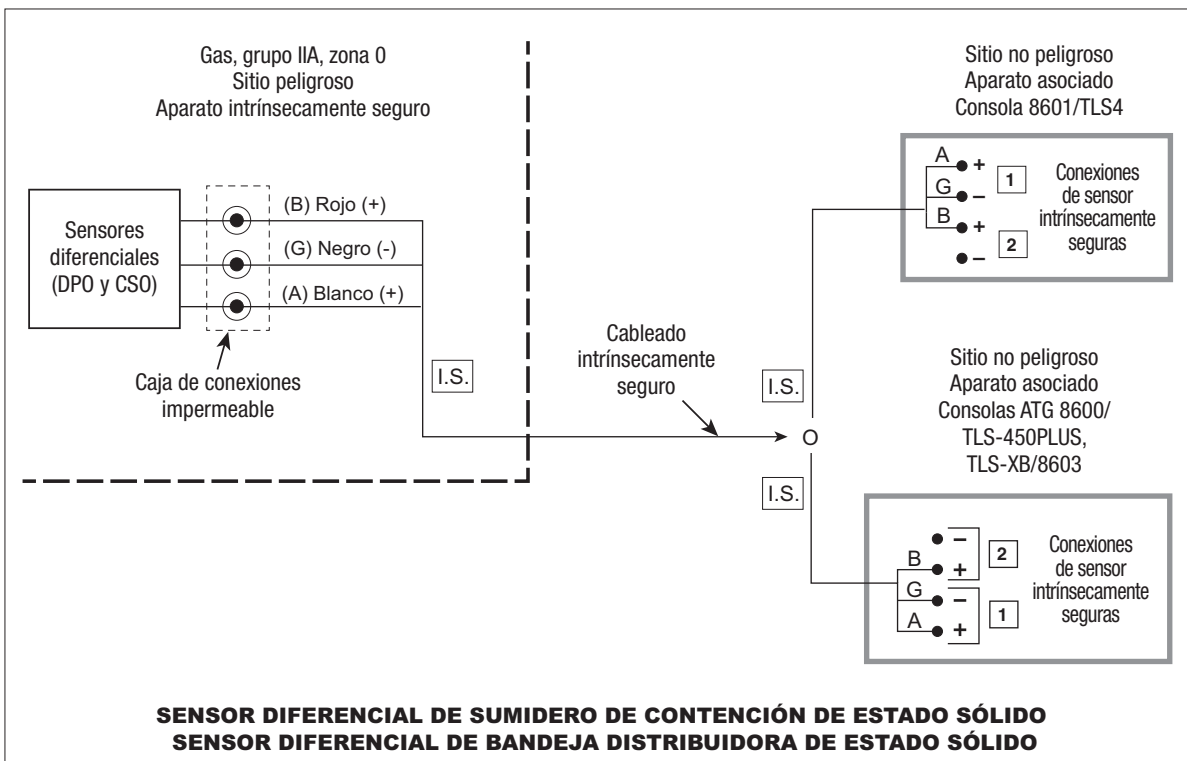 Gas, grupo IIA, zona 0
Sitio peligroso
Aparato intrínsecamente seguro
Sensores
diferenciales
(DPO y CSO)
(B) Rojo (+)
(G) Negro (-)
(A) Blanco (+)
Caja de conexiones
impermeable
I.S.
Cableado
intrínsecamente
seguro
I.S.
O
I.S.
Sitio no peligroso
Aparato asociado
Consola 8601/TLS4
A + 1
G −
B + 2
−
Conexiones
de sensor
intrínsecamente
seguras
Sitio no peligroso
Aparato asociado
Consolas ATG 8600/
TLS-450PLUS,
TLS-XB/8603
− 2
B +
G − 1
A +
Conexiones
de sensor
intrínsecamente
seguras
SENSOR DIFERENCIAL DE SUMIDERO DE CONTENCIÓN DE ESTADO SÓLIDO
SENSOR DIFERENCIAL DE BANDEJA DISTRIBUIDORA DE ESTADO SÓLIDO